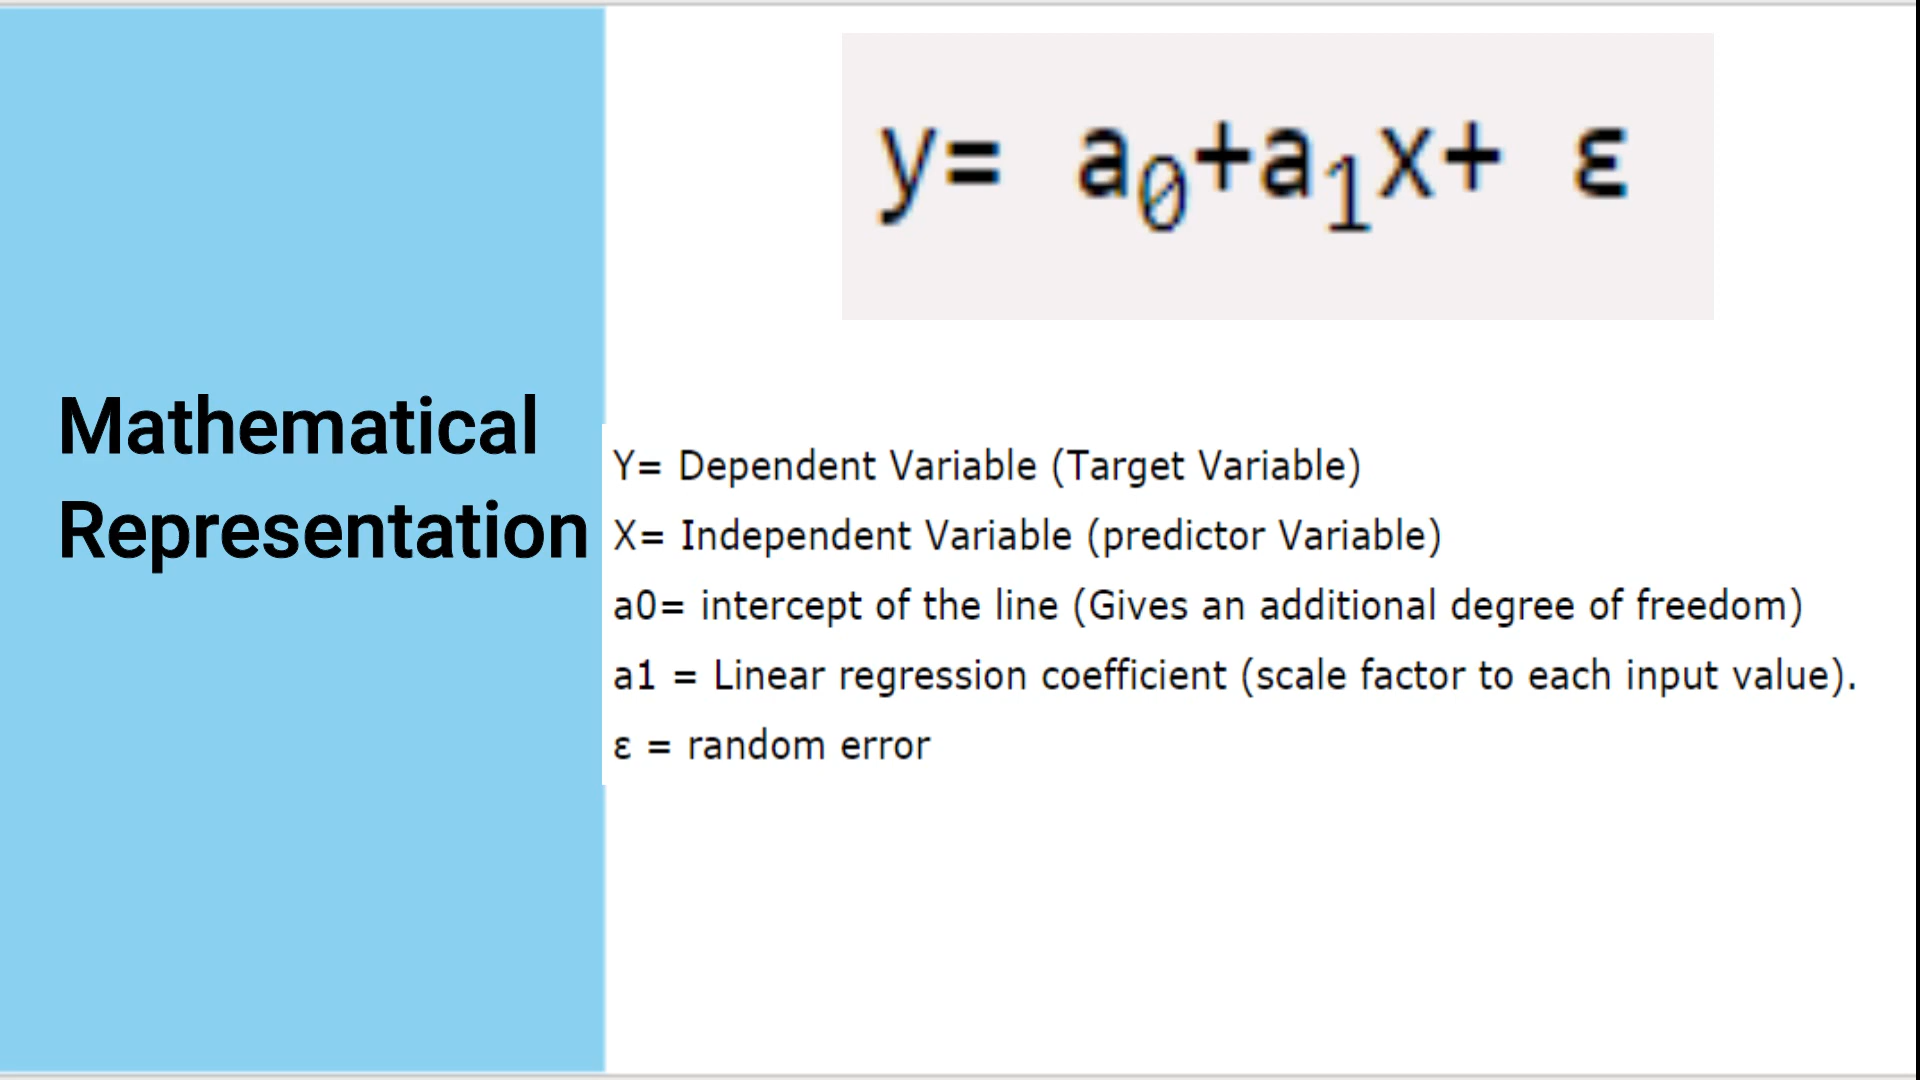 Mathematical
Representation
y= a₀+a₁x+ ε
Y= Dependent Variable (Target Variable)
X= Independent Variable (predictor Variable)
a0= intercept of the line (Gives an additional degree of freedom)
a1 = Linear regression coefficient (scale factor to each input value).
ε = random error